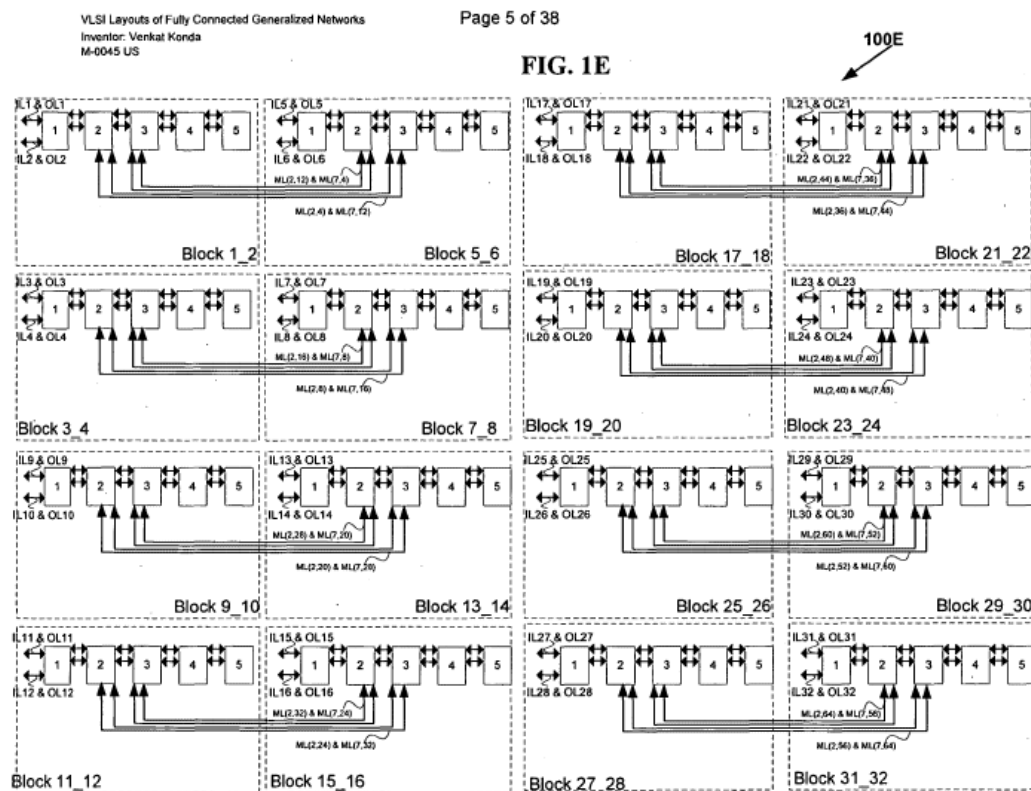 VLSI Layouts of Fully Connected Generalized Networks
Inventor: Venkat Konda
M-0045 US
Page 5 of 38
FIG. 1E
100E
IL1 & OL1
1 2 3 4 5
IL2 & OL2
Block 1_2
IL5 & OL5
1 2 3 4 5
IL6 & OL6
ML(2,12) & ML(7,4)
ML(2,4) & ML(7,12)
Block 5_6
IL17 & OL17
1 2 3 4 5
IL18 & OL18
Block 17_18
IL21 & OL21
1 2 3 4 5
IL22 & OL22
ML(2,44) & ML(7,36)
ML(2,36) & ML(7,44)
Block 21_22
IL3 & OL3
1 2 3 4 5
IL4 & OL4
Block 3_4
IL7 & OL7
1 2 3 4 5
IL8 & OL8
ML(2,16) & ML(7,8)
ML(2,8) & ML(7,16)
Block 7_8
IL19 & OL19
1 2 3 4 5
IL20 & OL20
Block 19_20
IL23 & OL23
1 2 3 4 5
IL24 & OL24
ML(2,48) & ML(7,40)
ML(2,40) & ML(7,48)
Block 23_24
IL9 & OL9
1 2 3 4 5
IL10 & OL10
Block 9_10
IL13 & OL13
1 2 3 4 5
IL14 & OL14
ML(2,28) & ML(7,20)
ML(2,20) & ML(7,20)
Block 13_14
IL25 & OL25
1 2 3 4 5
IL26 & OL26
Block 25_26
IL29 & OL29
1 2 3 4 5
IL30 & OL30
ML(2,60) & ML(7,52)
ML(2,52) & ML(7,60)
Block 29_30
IL11 & OL11
1 2 3 4 5
IL12 & OL12
Block 11_12
IL15 & OL15
1 2 3 4 5
IL16 & OL16
ML(2,32) & ML(7,24)
ML(2,24) & ML(7,32)
Block 15_16
IL27 & OL27
1 2 3 4 5
IL28 & OL28
Block 27_28
IL31 & OL31
1 2 3 4 5
IL32 & OL32
ML(2,64) & ML(7,56)
ML(2,56) & ML(7,64)
Block 31_32